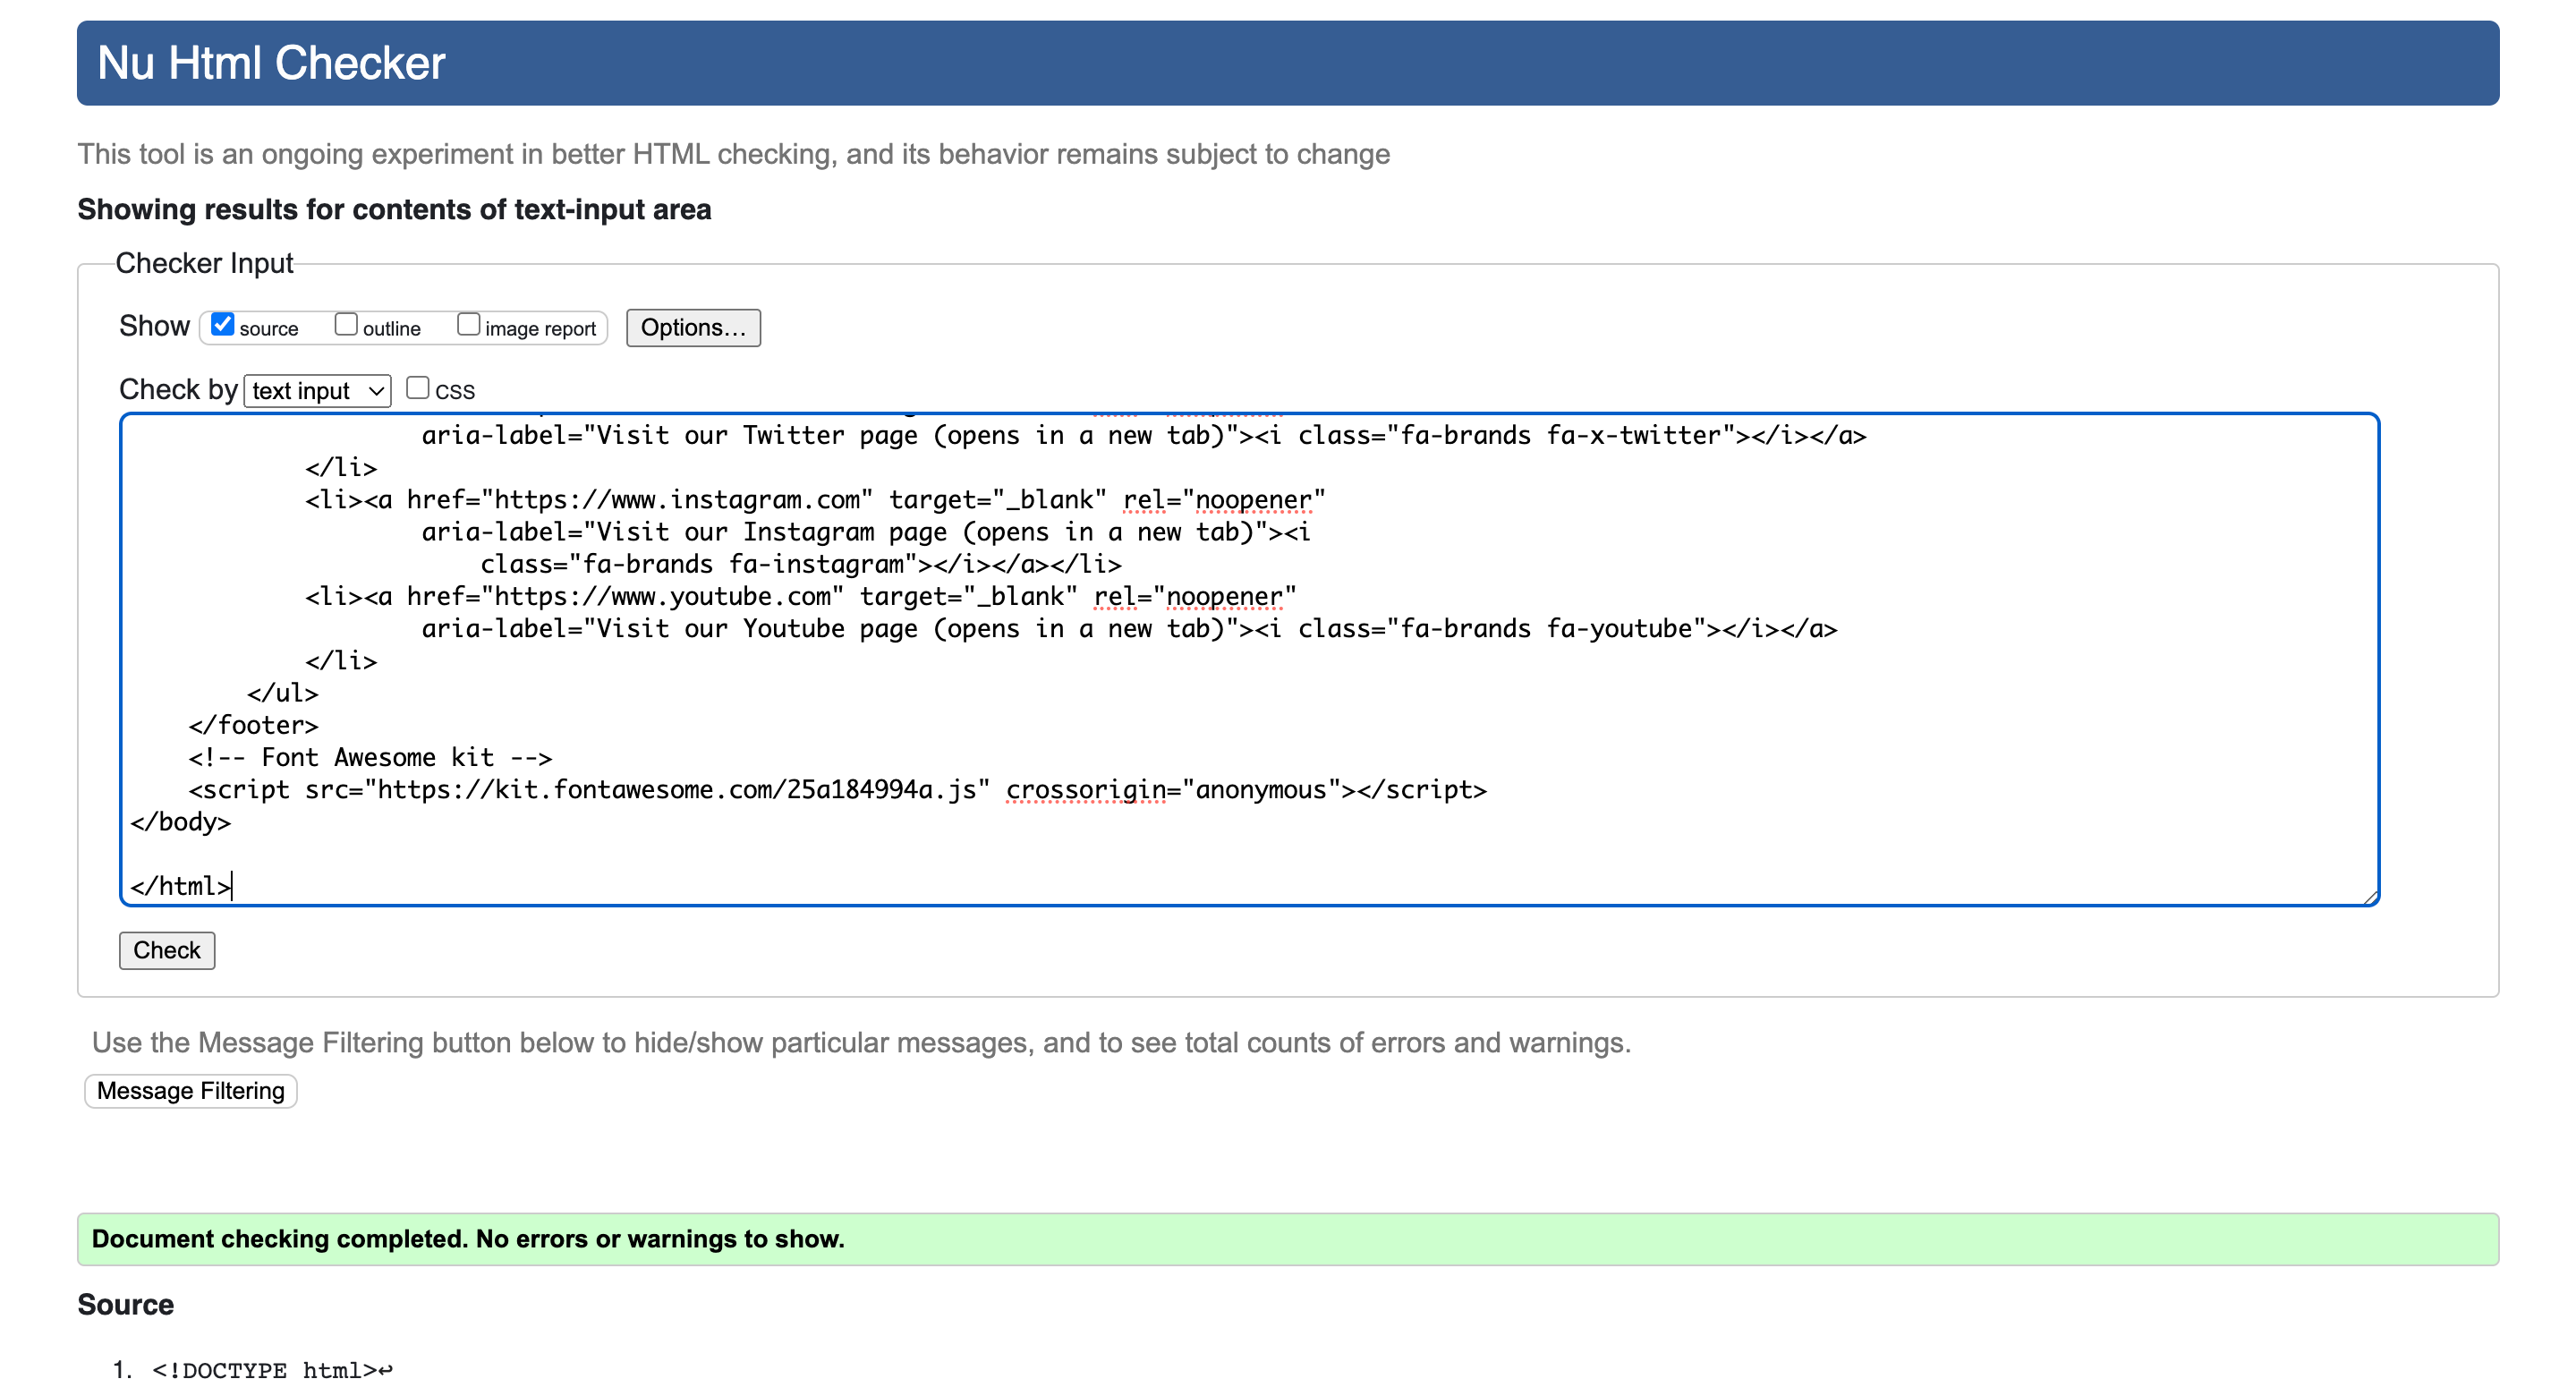 Nu Html Checker
This tool is an ongoing experiment in better HTML checking, and its behavior remains subject to change
Showing results for contents of text-input area
Checker Input
Show source outline image report Options...
Check by text input CSS
aria-label="Visit our Twitter page (opens in a new tab)"><i class="fa-brands fa-x-twitter"></i></a>
</li>
<li><a href="https://www.instagram.com" target="_blank" rel="noopener"
aria-label="Visit our Instagram page (opens in a new tab)"><i
class="fa-brands fa-instagram"></i></a></li>
<li><a href="https://www.youtube.com" target="_blank" rel="noopener"
aria-label="Visit our Youtube page (opens in a new tab)"><i class="fa-brands fa-youtube"></i></a>
</li>
</ul>
</footer>
<!-- Font Awesome kit -->
<script src="https://kit.fontawesome.com/25a184994a.js" crossorigin="anonymous"></script>
</body>
</html>
Check
Use the Message Filtering button below to hide/show particular messages, and to see total counts of errors and warnings.
Message Filtering
Document checking completed. No errors or warnings to show.
Source
1. <!DOCTYPE html>↩